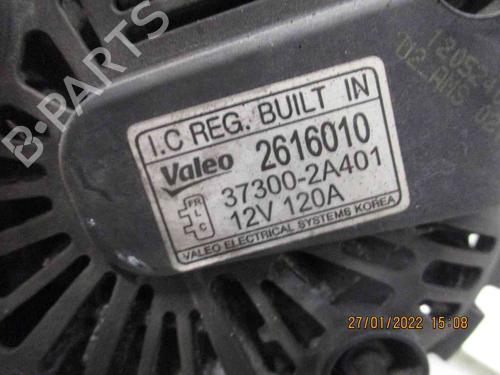 B-PARTS
I.C REG. BUILT IN
Valeo 2616010
FR
L
C
37300-2A401
12V 120A
VALEO ELECTRICAL SYSTEMS KOREA
27/01/2022 15:08